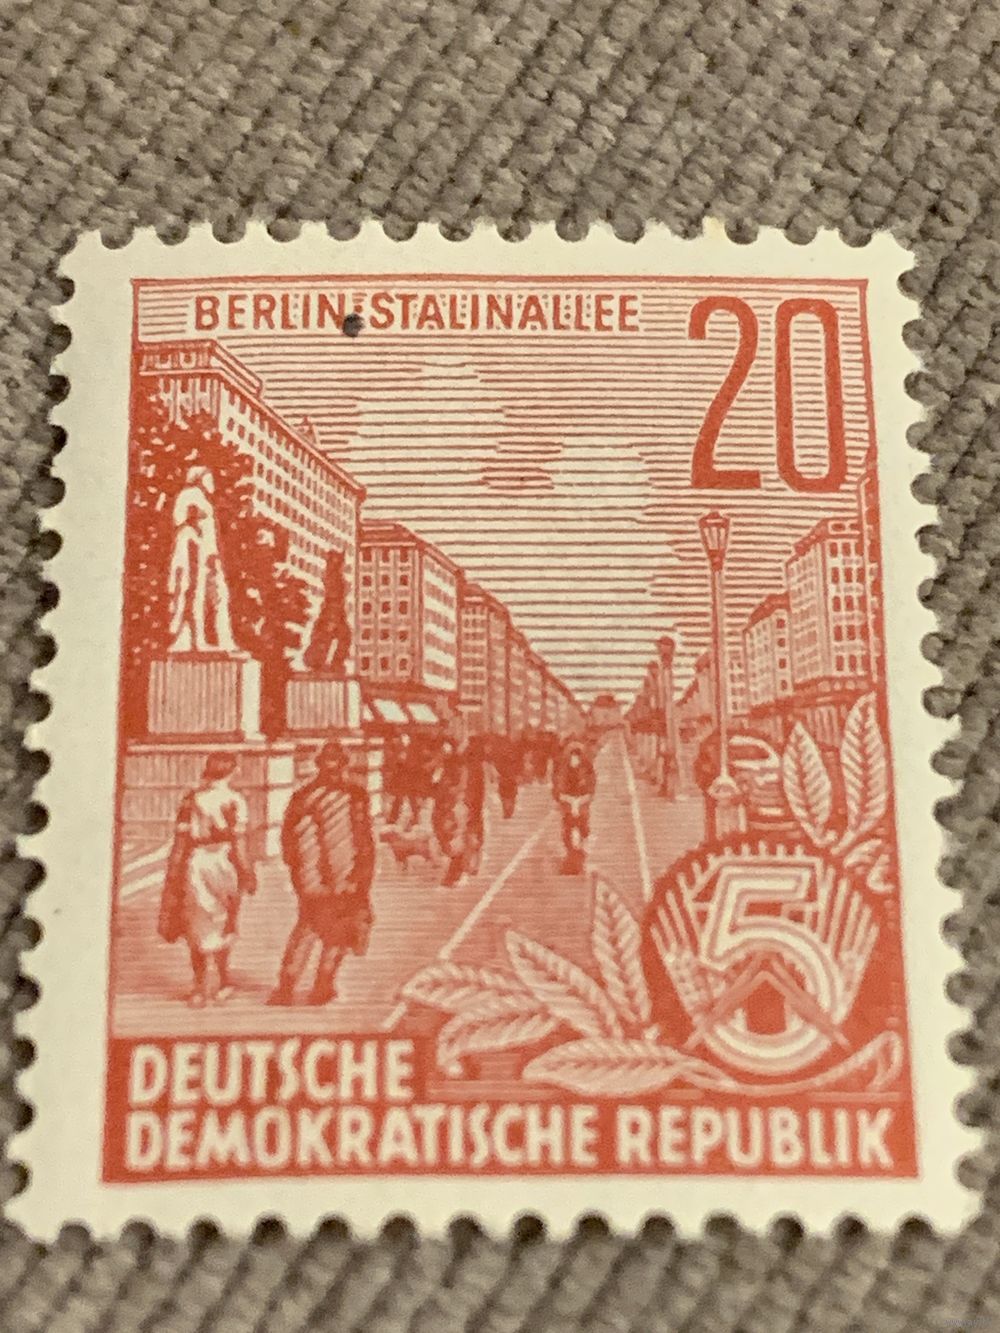 BERLIN:STALINALLEE
20
5
DEUTSCHE
DEMOKRATISCHE REPUBLIK